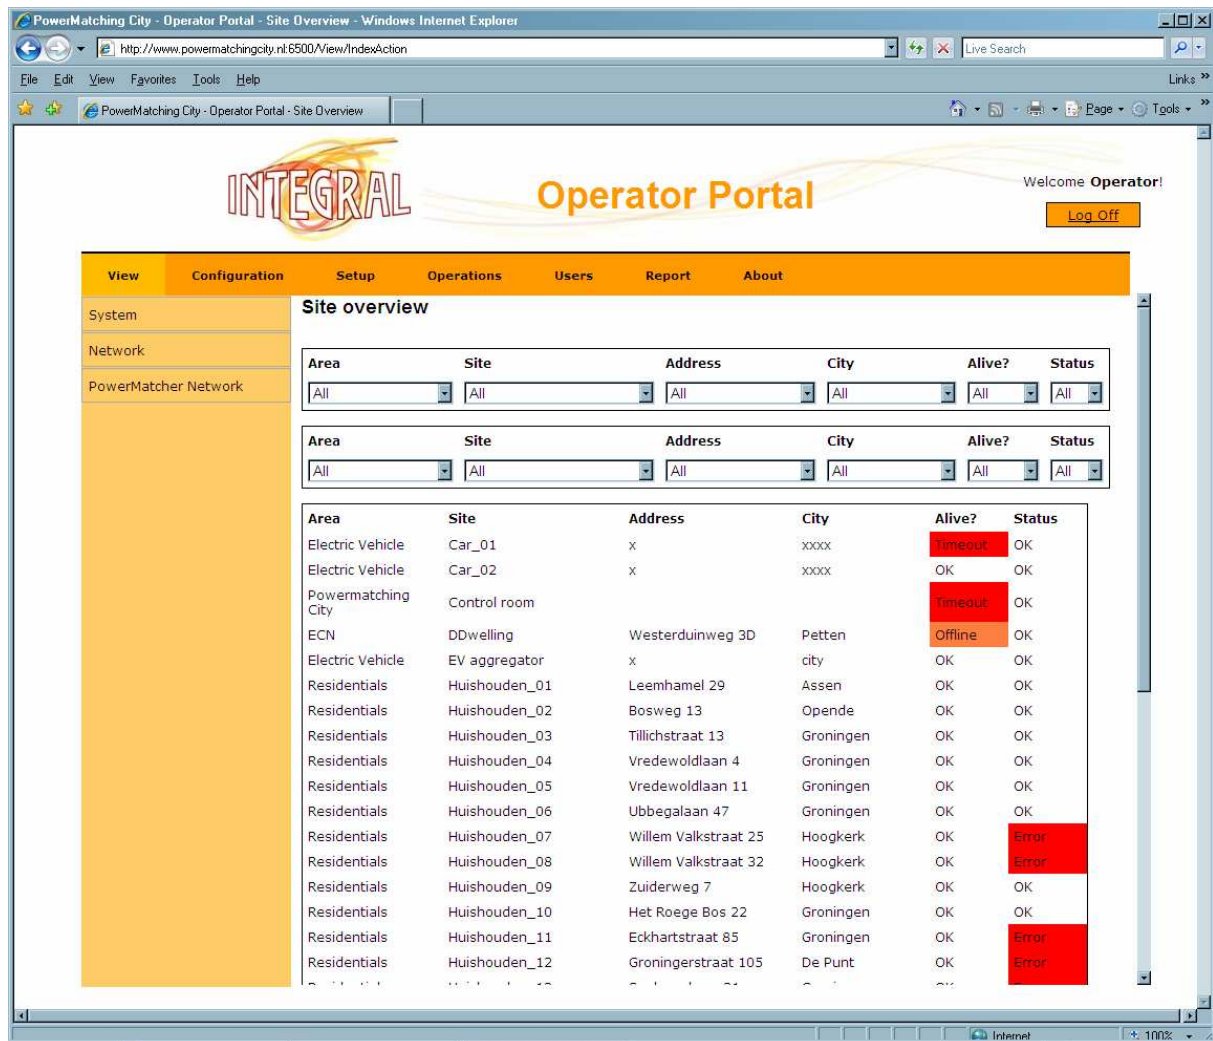 PowerMatching City - Operator Portal - Site Overview - Windows Internet Explorer
http://www.powermatchingcity.nl:6500/View/IndexAction
Live Search
File Edit View Favorites Tools Help
Links »
PowerMatching City - Operator Portal - Site Overview
Page Tools »
INTEGRAL
Operator Portal
Welcome Operator!
Log Off
View Configuration Setup Operations Users Report About
System
Network
PowerMatcher Network
Site overview
Area Site Address City Alive? Status
All All All All All All
Area Site Address City Alive? Status
All All All All All All
Area Site Address City Alive? Status
Electric Vehicle Car_01 x xxxx Timeout OK
Electric Vehicle Car_02 x xxxx OK OK
Powermatching City Control room Timeout OK
ECN DDwelling Westerduinweg 3D Petten Offline OK
Electric Vehicle EV aggregator x city OK OK
Residentials Huishouden_01 Leemhamel 29 Assen OK OK
Residentials Huishouden_02 Bosweg 13 Opende OK OK
Residentials Huishouden_03 Tillichstraat 13 Groningen OK OK
Residentials Huishouden_04 Vredewoldlaan 4 Groningen OK OK
Residentials Huishouden_05 Vredewoldlaan 11 Groningen OK OK
Residentials Huishouden_06 Ubbegalaan 47 Groningen OK OK
Residentials Huishouden_07 Willem Valkstraat 25 Hoogkerk OK Error
Residentials Huishouden_08 Willem Valkstraat 32 Hoogkerk OK Error
Residentials Huishouden_09 Zuiderweg 7 Hoogkerk OK OK
Residentials Huishouden_10 Het Roege Bos 22 Groningen OK OK
Residentials Huishouden_11 Eckhartstraat 85 Groningen OK Error
Residentials Huishouden_12 Groningerstraat 105 De Punt OK Error
Internet 100%